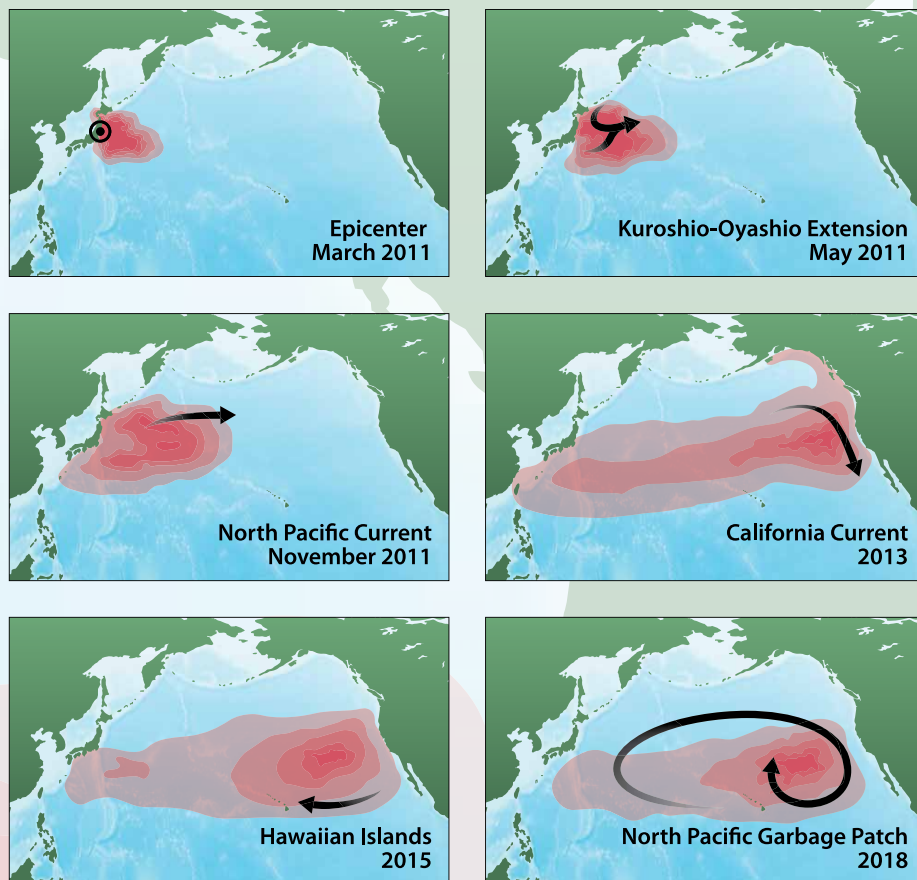 Epicenter
March 2011
Kuroshio-Oyashio Extension
May 2011
North Pacific Current
November 2011
California Current
2013
Hawaiian Islands
2015
North Pacific Garbage Patch
2018